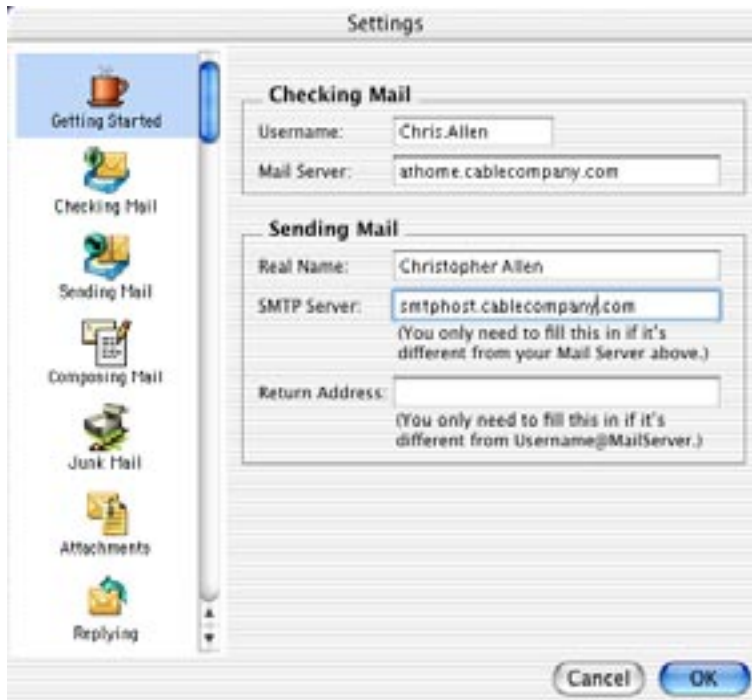 Settings
Getting Started
Checking Mail
Sending Mail
Composing Mail
Junk Mail
Attachments
Replying
Checking Mail
Username: Chris.Allen
Mail Server: athome.cablecompany.com
Sending Mail
Real Name: Christopher Allen
SMTP Server: smtphost.cablecompany.com
(You only need to fill this in if it's
different from your Mail Server above.)
Return Address:
(You only need to fill this in if it's
different from Username@MailServer.)
Cancel OK